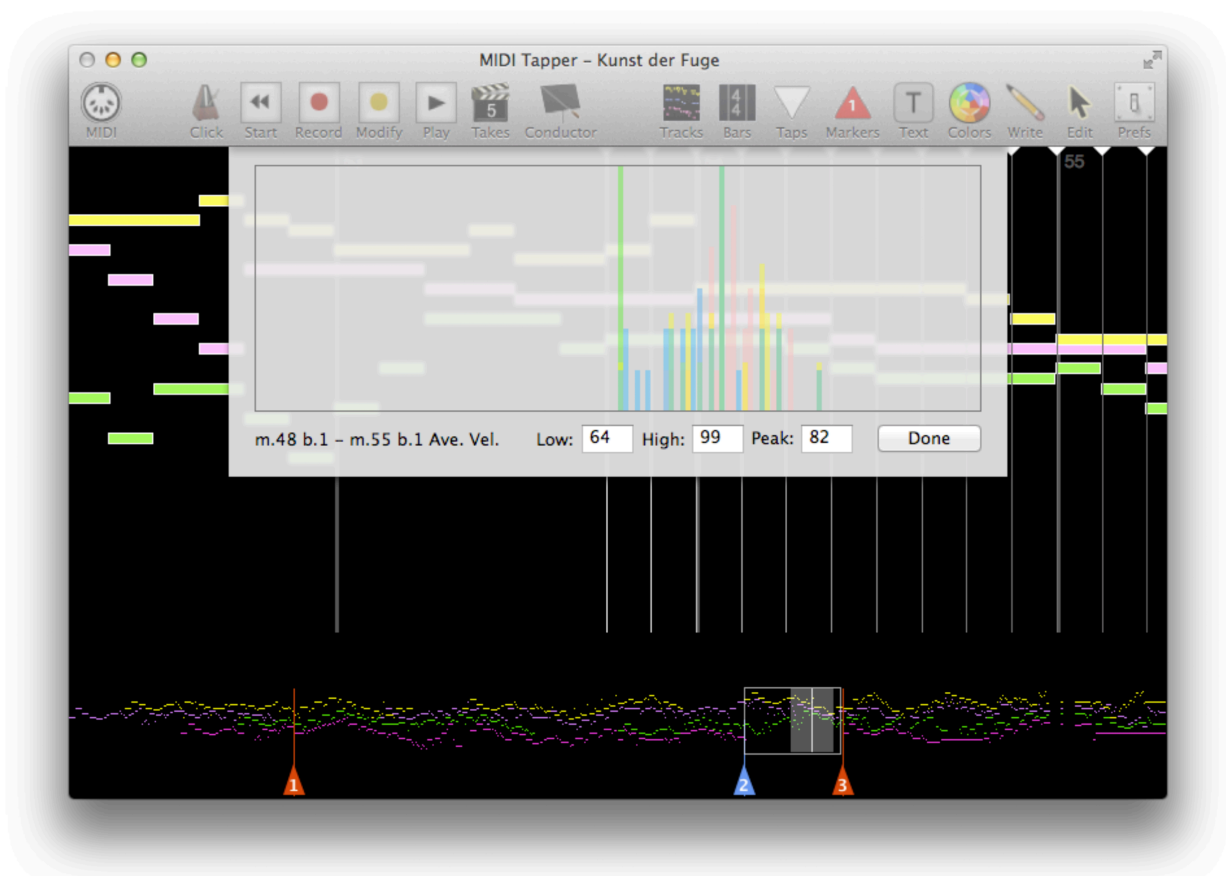 MIDI Tapper – Kunst der Fuge
4
4
5
1
T
MIDI Click Start Record Modify Play Takes Conductor Tracks Bars Taps Markers Text Colors Write Edit Prefs
55
m.48 b.1 – m.55 b.1 Ave. Vel. Low: 64 High: 99 Peak: 82 Done
1 2 3